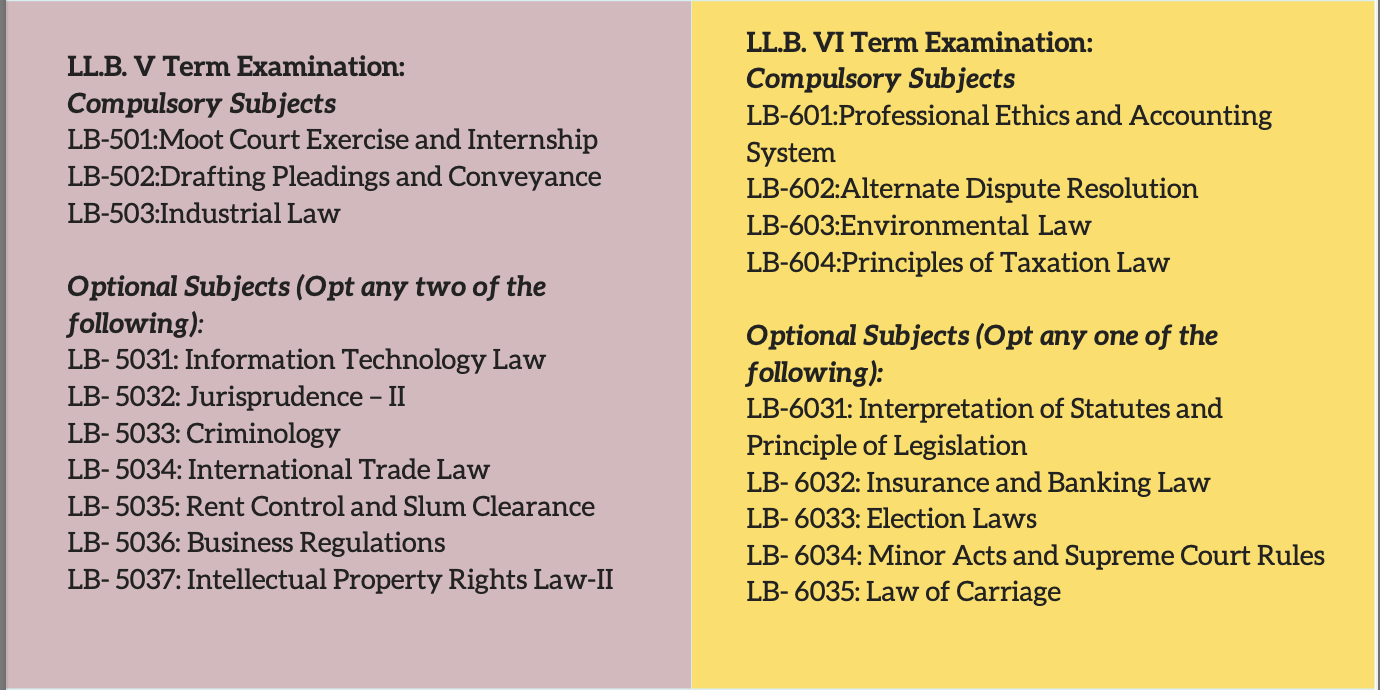 LL.B. V Term Examination:
Compulsory Subjects
LB-501:Moot Court Exercise and Internship
LB-502:Drafting Pleadings and Conveyance
LB-503:Industrial Law
Optional Subjects (Opt any two of the
following):
LB- 5031: Information Technology Law
LB- 5032: Jurisprudence – II
LB- 5033: Criminology
LB- 5034: International Trade Law
LB- 5035: Rent Control and Slum Clearance
LB- 5036: Business Regulations
LB- 5037: Intellectual Property Rights Law-II
LL.B. VI Term Examination:
Compulsory Subjects
LB-601:Professional Ethics and Accounting
System
LB-602:Alternate Dispute Resolution
LB-603:Environmental Law
LB-604:Principles of Taxation Law
Optional Subjects (Opt any one of the
following):
LB-6031: Interpretation of Statutes and
Principle of Legislation
LB- 6032: Insurance and Banking Law
LB- 6033: Election Laws
LB- 6034: Minor Acts and Supreme Court Rules
LB- 6035: Law of Carriage